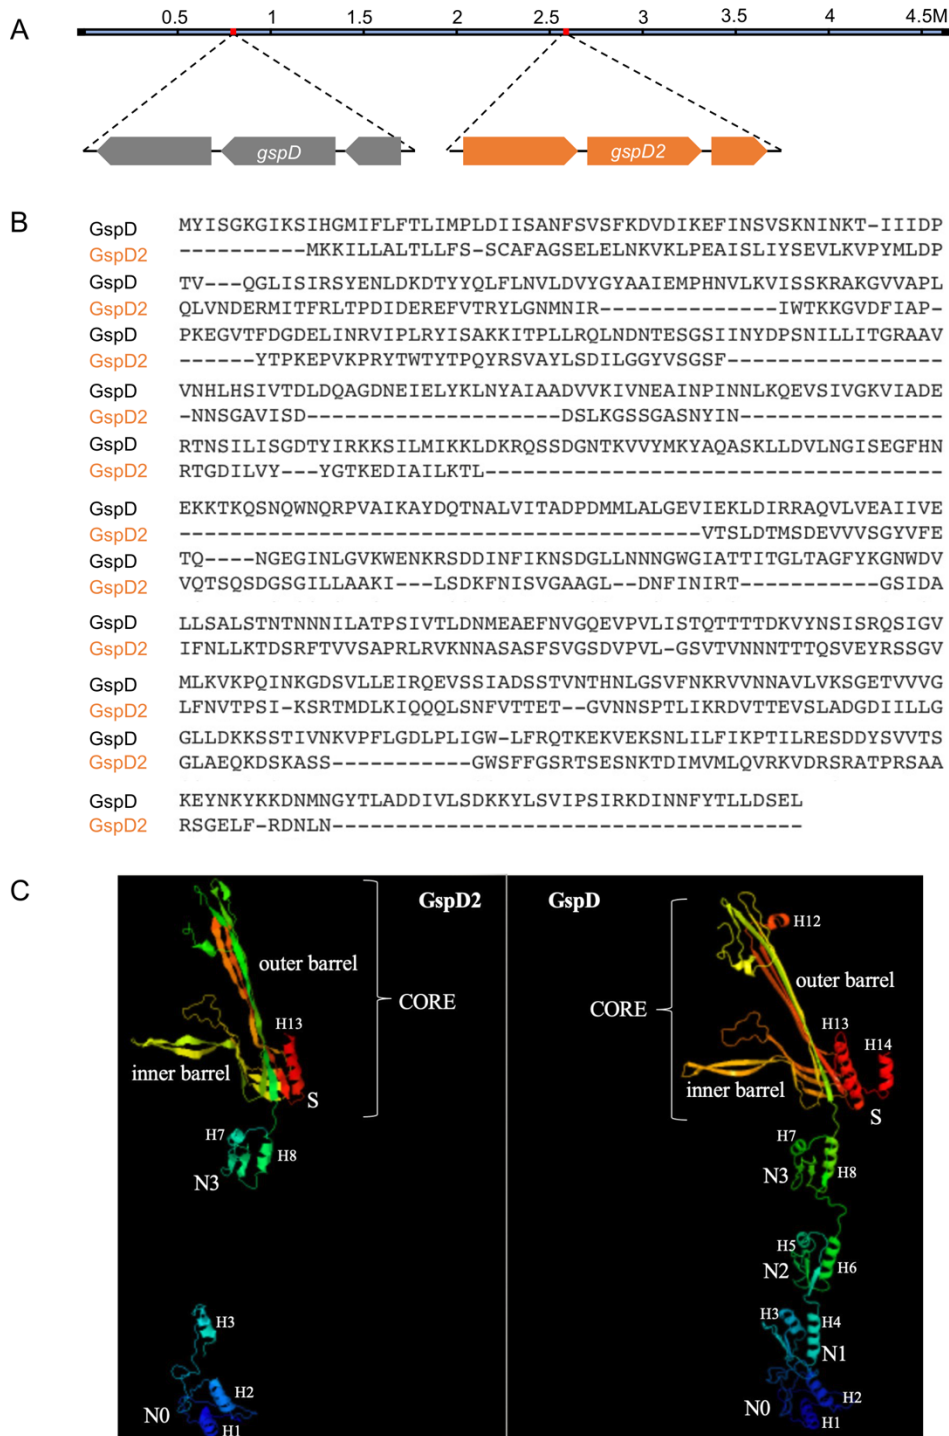 A
0.5 1 1.5 2 2.5 3 3.5 4 4.5M
gspD gspD2
B
GspD MYISGKGIKSIHGMIFLFTLIMPLDIISANFSVSFKDVDIKEFINSVSKNINKT-IIIDP
GspD2 -----------MKKILLALTLLFS-SCAFAGSELELNKVKLPEAISLIYSEVLKVPYMLDP
GspD TV---QGLISIRSYENLDKDTYYQLFLNVLDVYGYAAIEMPHNVLKVISSKRAKGVVAPL
GspD2 QLVNDERMITFRLTPDIDEREFVTRYLGNMNIR--------------IWTKKGVDFIAP-
GspD PKEGVTFDGDELINRVIPLRYISAKKITPLLRQLNDNTESGSIINYDPSNILLITGRAAV
GspD2 ------YTPKEPVKPRYTWTYTPQYRSVAYLSDILGGYVSGSF-----------------
GspD VNHLHSIVTDLDQAGDNEIELYKLNYAIAADVVKIVNEAINPINNLKQEVSIVGKVIADE
GspD2 -NNSGAVISD--------------------DSLKGSSGASNYIN----------------
GspD RTNSILISGDTYIRKKSILMIKKLDKRQSSDGNTKVVYMKYAQASKLLDVLNGISEGFHN
GspD2 RTGDILVY---YGTKEDIAILKTL------------------------------------
GspD EKKTKQSNQWNQRPVAIKAYDQTNALVITADPDMMLALGEVIEKLDIRRAQVLVEAIIVE
GspD2 -----------------------------------------VTSLDTMSDEVVVSGYVFE
GspD TQ----NGEGINLGVKWENKRSDDINFIKNSDGLLNNNGWGIATTITGLTAGFYKGNWDV
GspD2 VQTSQSDGSGILLAAKI---LSDKFNISVGAAGL--DNFINIRT-----------GSIDA
GspD LLSALSTNTNNNILATPSIVTLDNMEAEFNVGQEVPVLISTQTTTTDKVYNSISRQSIGV
GspD2 IFNLLKTDSRFTVVSAPRLRVKNNASASFSVGSDVPVL-GSVTVNNNTTTQSVEYRSSGV
GspD MLKVKPQINKGDSVLLEIRQEVSSIADSSTVNTHNLGSVFNKRVVNNAVLVKSGETVVVG
GspD2 LFNVTPSI-KSRTMDLKIQQQLSNFVTTET--GVNNSPTLIKRDVTTEVSLADGDIILLG
GspD GLLDKKSSTIVNKVPFLGDLPLIGW-LFRQTKEKVEKSNLILFIKPTILRESDDYSVVTS
GspD2 GLAEQKDSKASS-----------GWSFFGSRTSESNKTDIMVMLQVRKVDRSRATPRSAA
GspD KEYNKYKKDNMNGYTLADDIVLSDKKYLSVIPSIRKDINNFYTLLDSEL
GspD2 RSGELF-RDNLN-------------------------------------
C
GspD2 GspD
H12
outer barrel outer barrel
CORE CORE
H13 H13 H14
inner barrel inner barrel
S S
H7 H8 N3 H7 H8 N3
H5 H6 N2
H3 H3 H4 N1
H2 N0 H1 H2 N0 H1